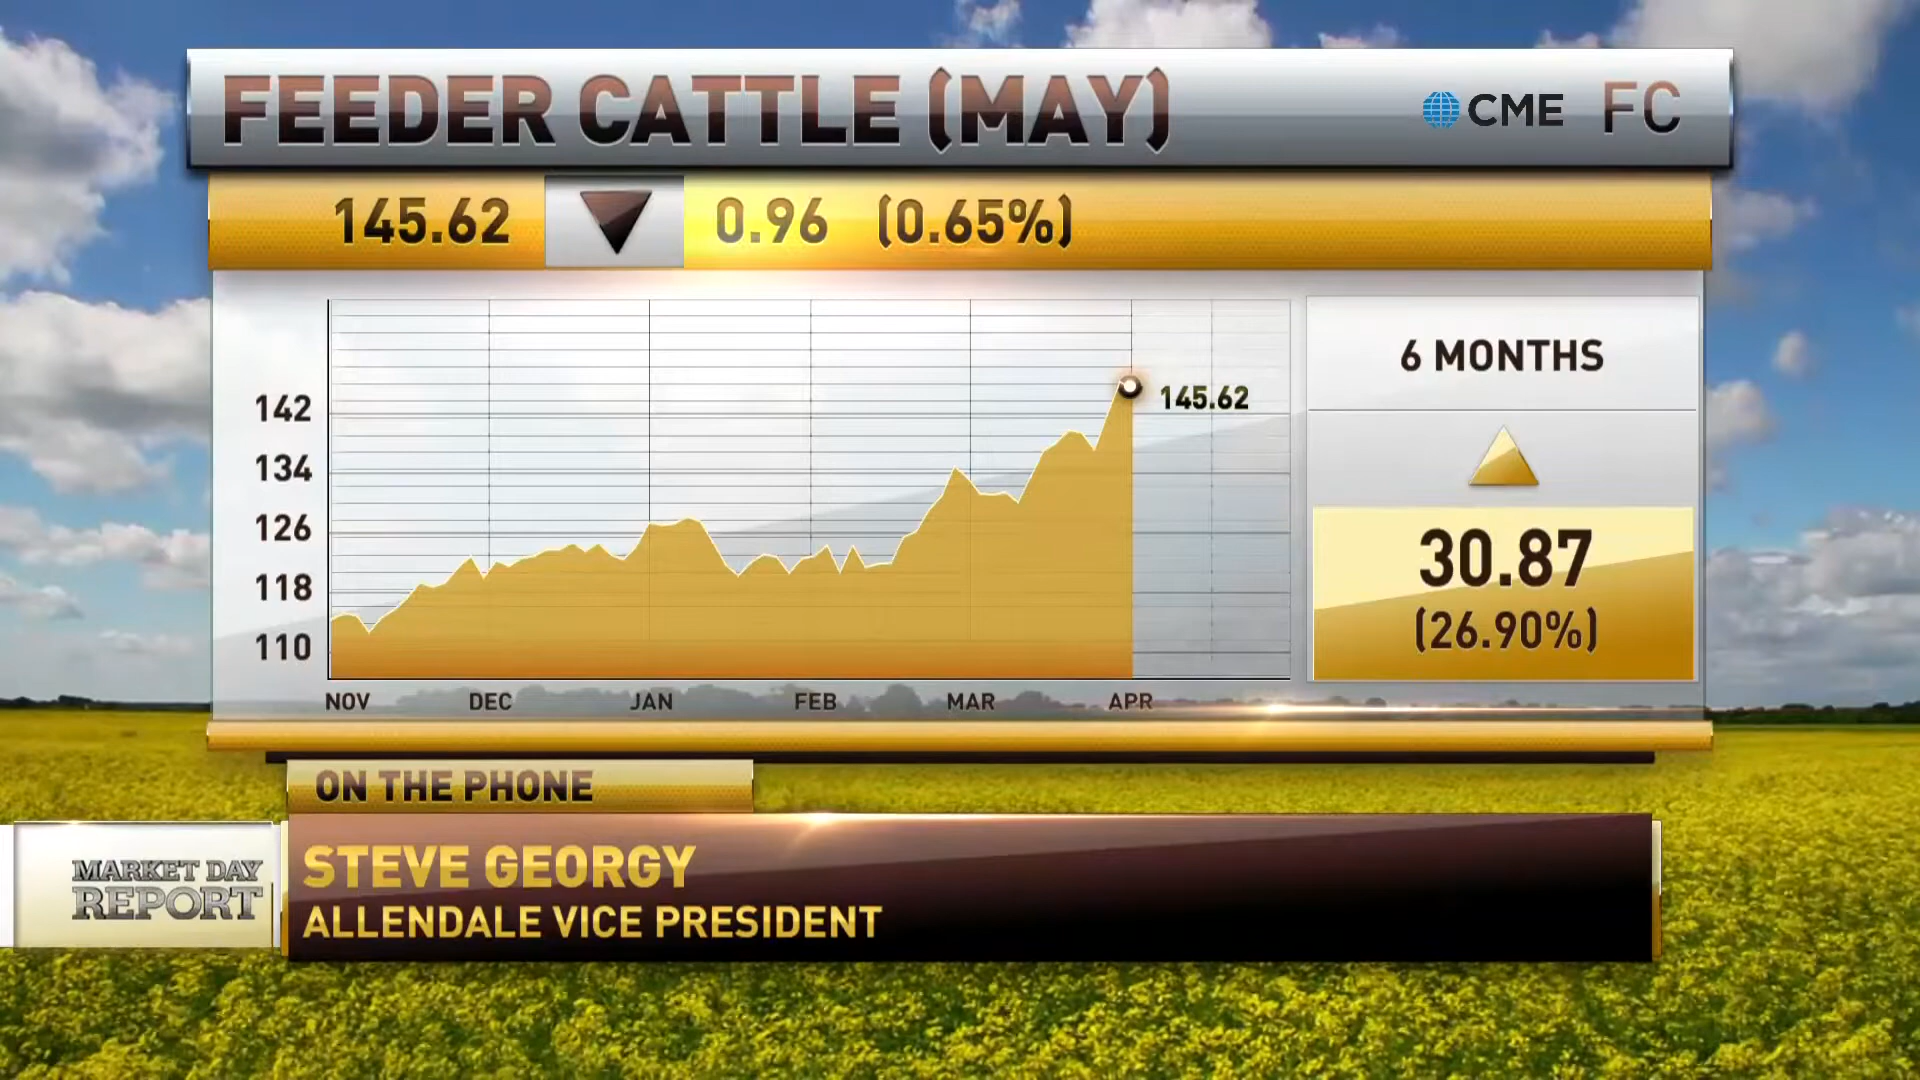 FEEDER CATTLE (MAY)
CME FC
145.62 ▼ 0.96 (0.65%)
142
134
126
118
110
145.62
NOV DEC JAN FEB MAR APR
6 MONTHS
30.87
(26.90%)
ON THE PHONE
MARKET DAY
REPORT
STEVE GEORGY
ALLENDALE VICE PRESIDENT